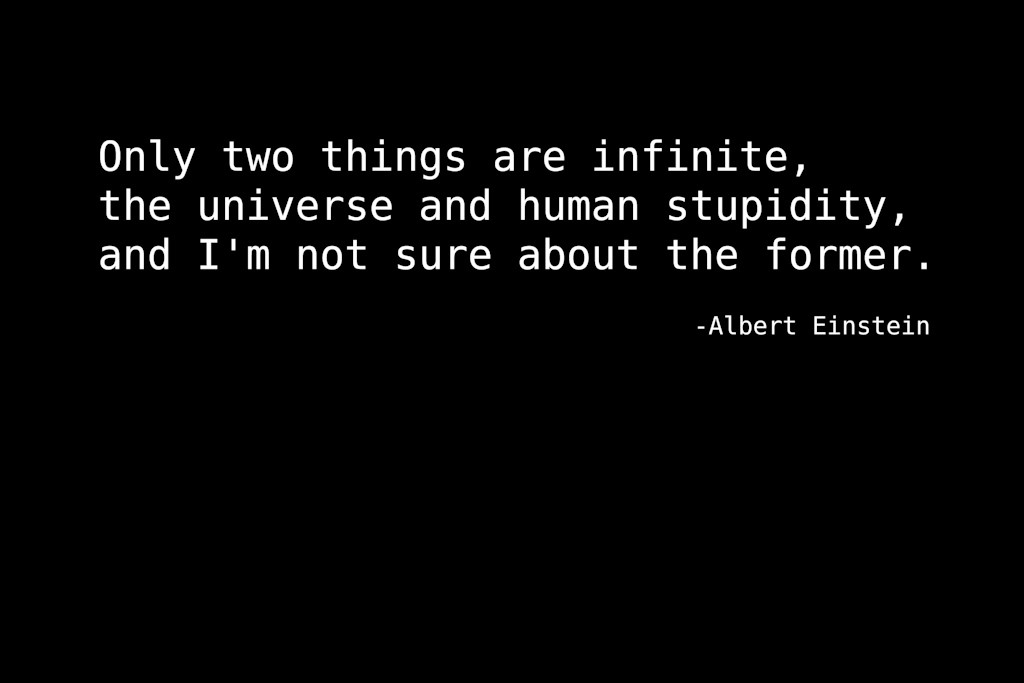 Only two things are infinite,
the universe and human stupidity,
and I'm not sure about the former.
-Albert Einstein